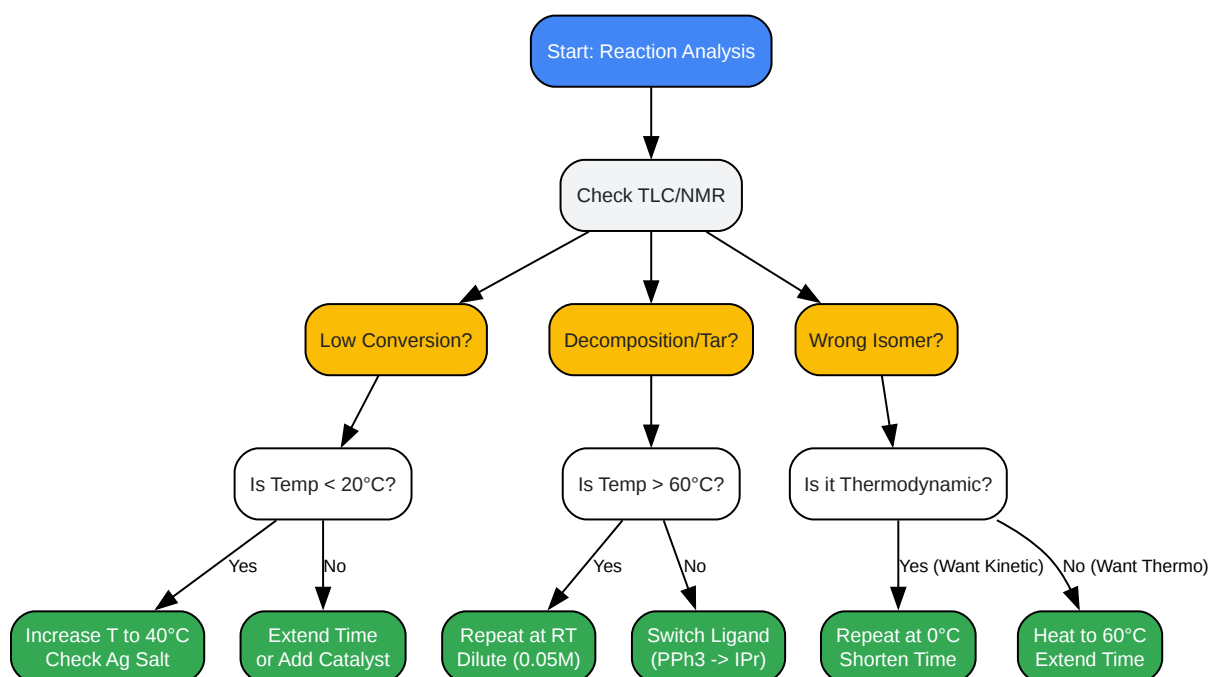 Start: Reaction Analysis
Check TLC/NMR
Low Conversion?
Decomposition/Tar?
Wrong Isomer?
Is Temp < 20°C?
Is Temp > 60°C?
Is it Thermodynamic?
Yes
No
Yes
No
Yes (Want Kinetic)
No (Want Thermo)
Increase T to 40°C
Check Ag Salt
Extend Time
or Add Catalyst
Repeat at RT
Dilute (0.05M)
Switch Ligand
(PPh3 -> IPr)
Repeat at 0°C
Shorten Time
Heat to 60°C
Extend Time